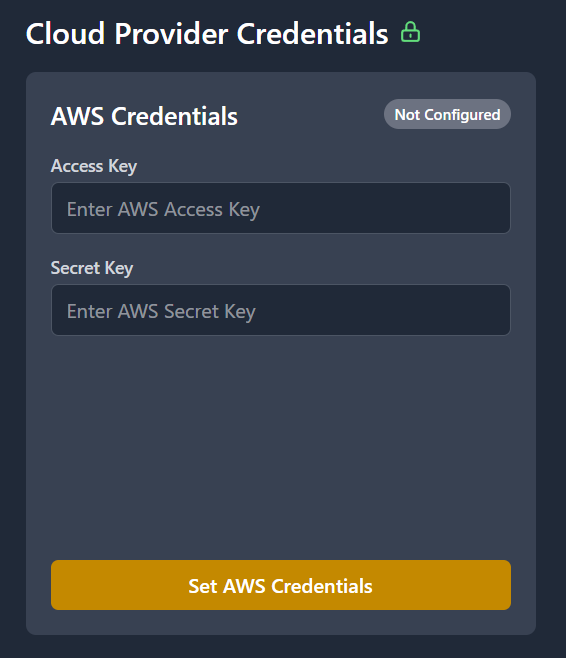 Cloud Provider Credentials
AWS Credentials
Not Configured
Access Key
Enter AWS Access Key
Secret Key
Enter AWS Secret Key
Set AWS Credentials